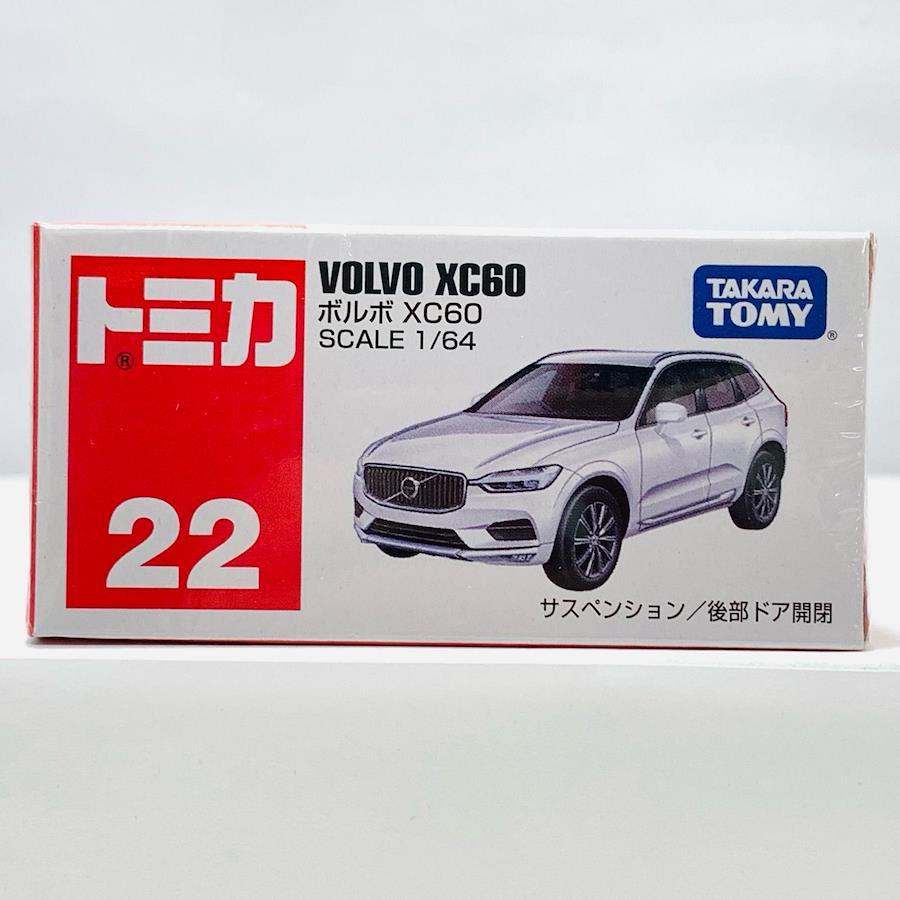 トミカ
®
22
VOLVO XC60
ボルボ XC60
SCALE 1/64
TAKARA
TOMY
®
サスペンション／後部ドア開閉